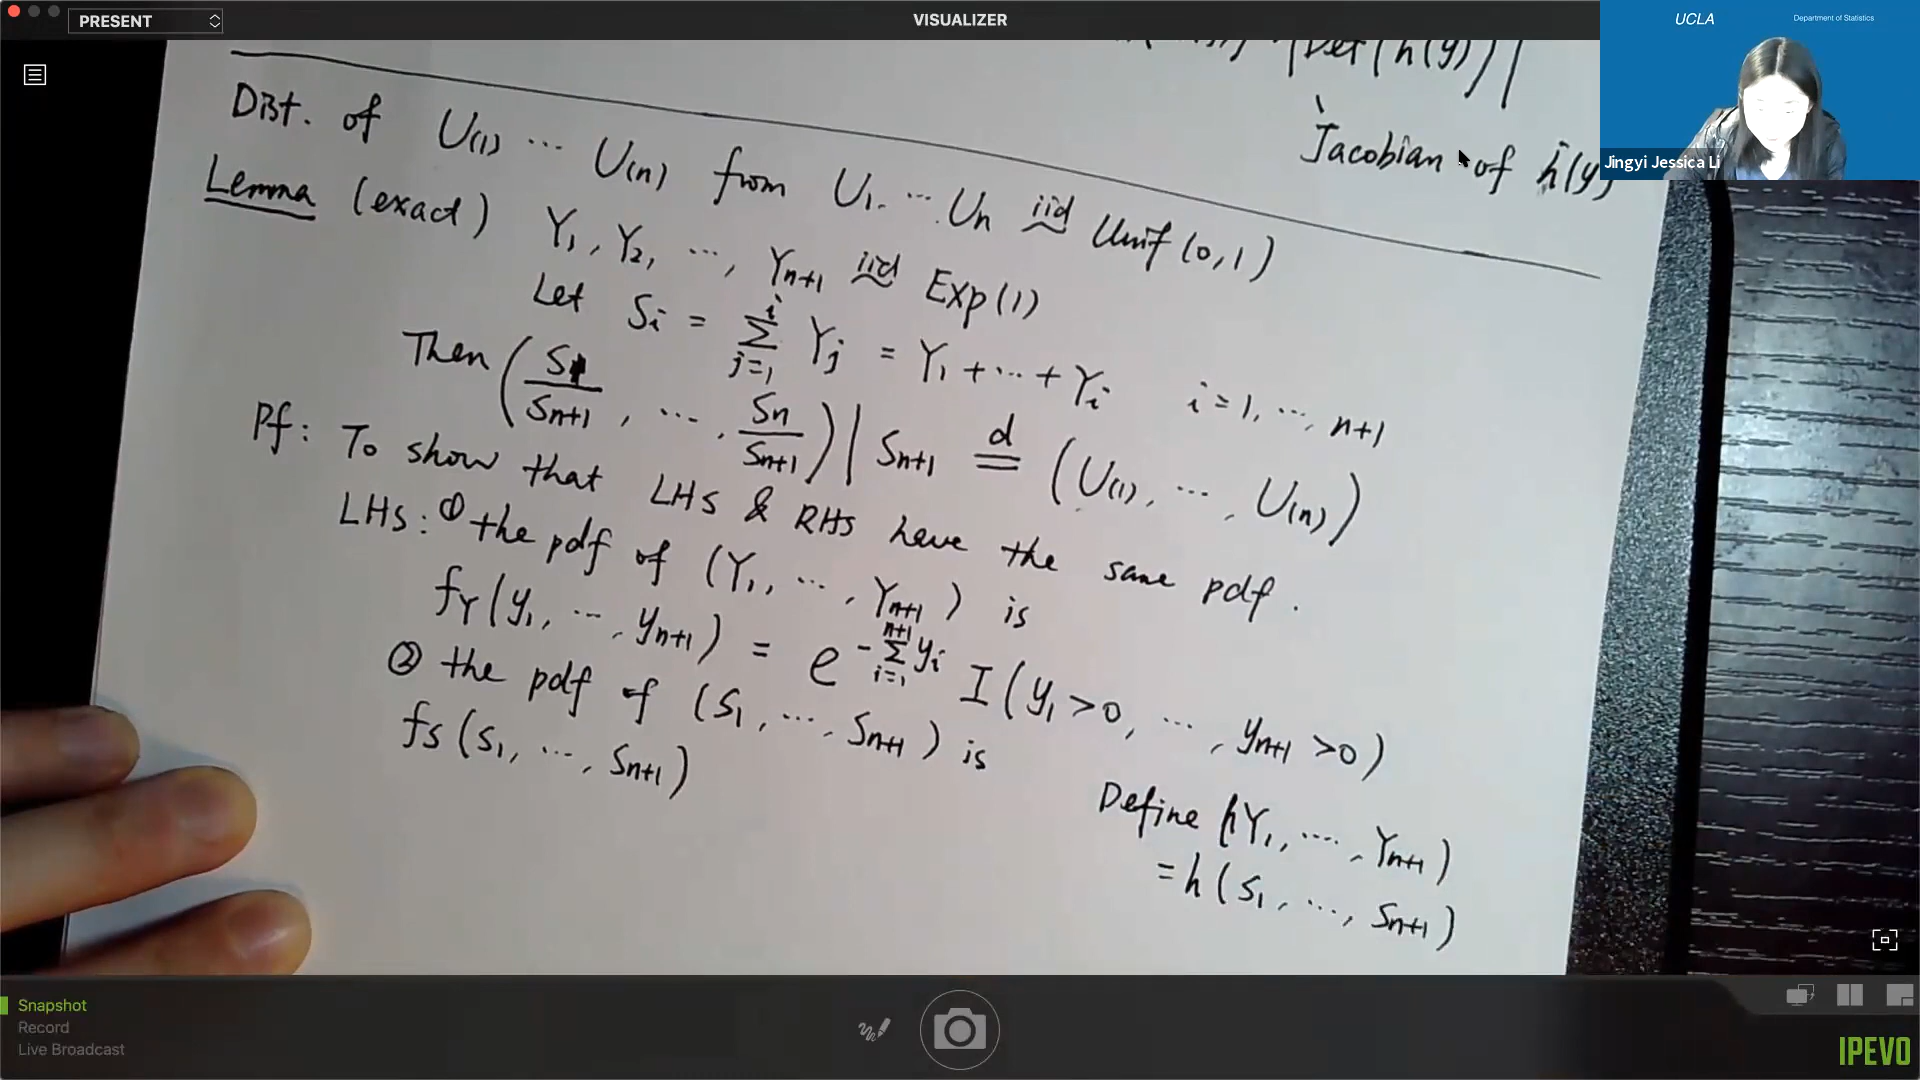 PRESENT
VISUALIZER
UCLA
Department of Statistics
Jingyi Jessica Li
|Det(h(y))|
Jacobian of h(y)
Dist. of U(1) ... U(n) from U1. ... Un iid Unif (0,1)
Lemma (exact) Y1, Y2, ..., Yn+1 iid Exp(1)
Let Si = Σ_{j=1}^{i} Yj = Y1 + ... + Yi i = 1, ..., n+1
Then (S1/Sn+1, ..., Sn/Sn+1) | Sn+1 =d (U(1), ..., U(n))
Pf: To show that LHS & RHS have the same pdf.
LHS: ① the pdf of (Y1, ..., Yn+1) is
fY(y1, ..., yn+1) = e^{-Σ_{i=1}^{n+1} yi} I(y1>0, ..., yn+1>0)
② the pdf of (S1, ..., Sn+1) is
fS(s1, ..., sn+1)
Define (Y1, ..., Yn+1)
= h(S1, ..., Sn+1)
Snapshot
Record
Live Broadcast
IPEVO